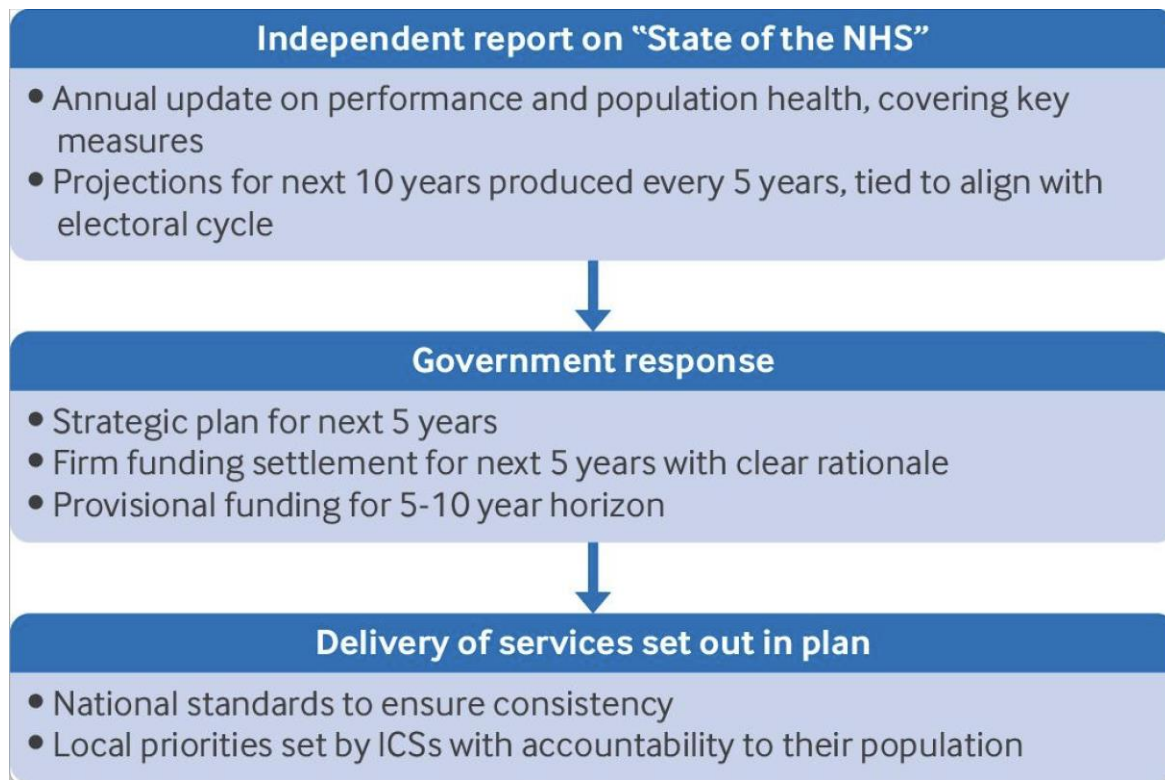 Independent report on “State of the NHS”
• Annual update on performance and population health, covering key
measures
• Projections for next 10 years produced every 5 years, tied to align with
electoral cycle
Government response
• Strategic plan for next 5 years
• Firm funding settlement for next 5 years with clear rationale
• Provisional funding for 5-10 year horizon
Delivery of services set out in plan
• National standards to ensure consistency
• Local priorities set by ICSs with accountability to their population